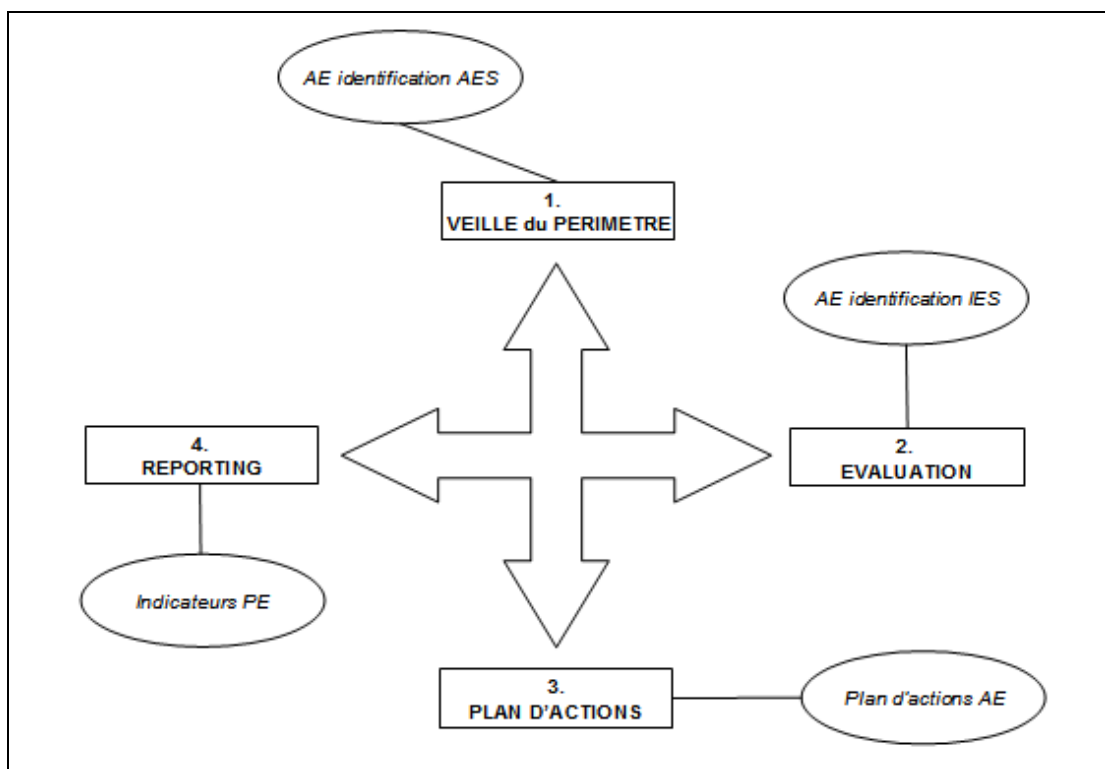 AE identification AES
1.
VEILLE du PERIMETRE
AE identification IES
2.
EVALUATION
4.
REPORTING
Indicateurs PE
3.
PLAN D'ACTIONS
Plan d'actions AE